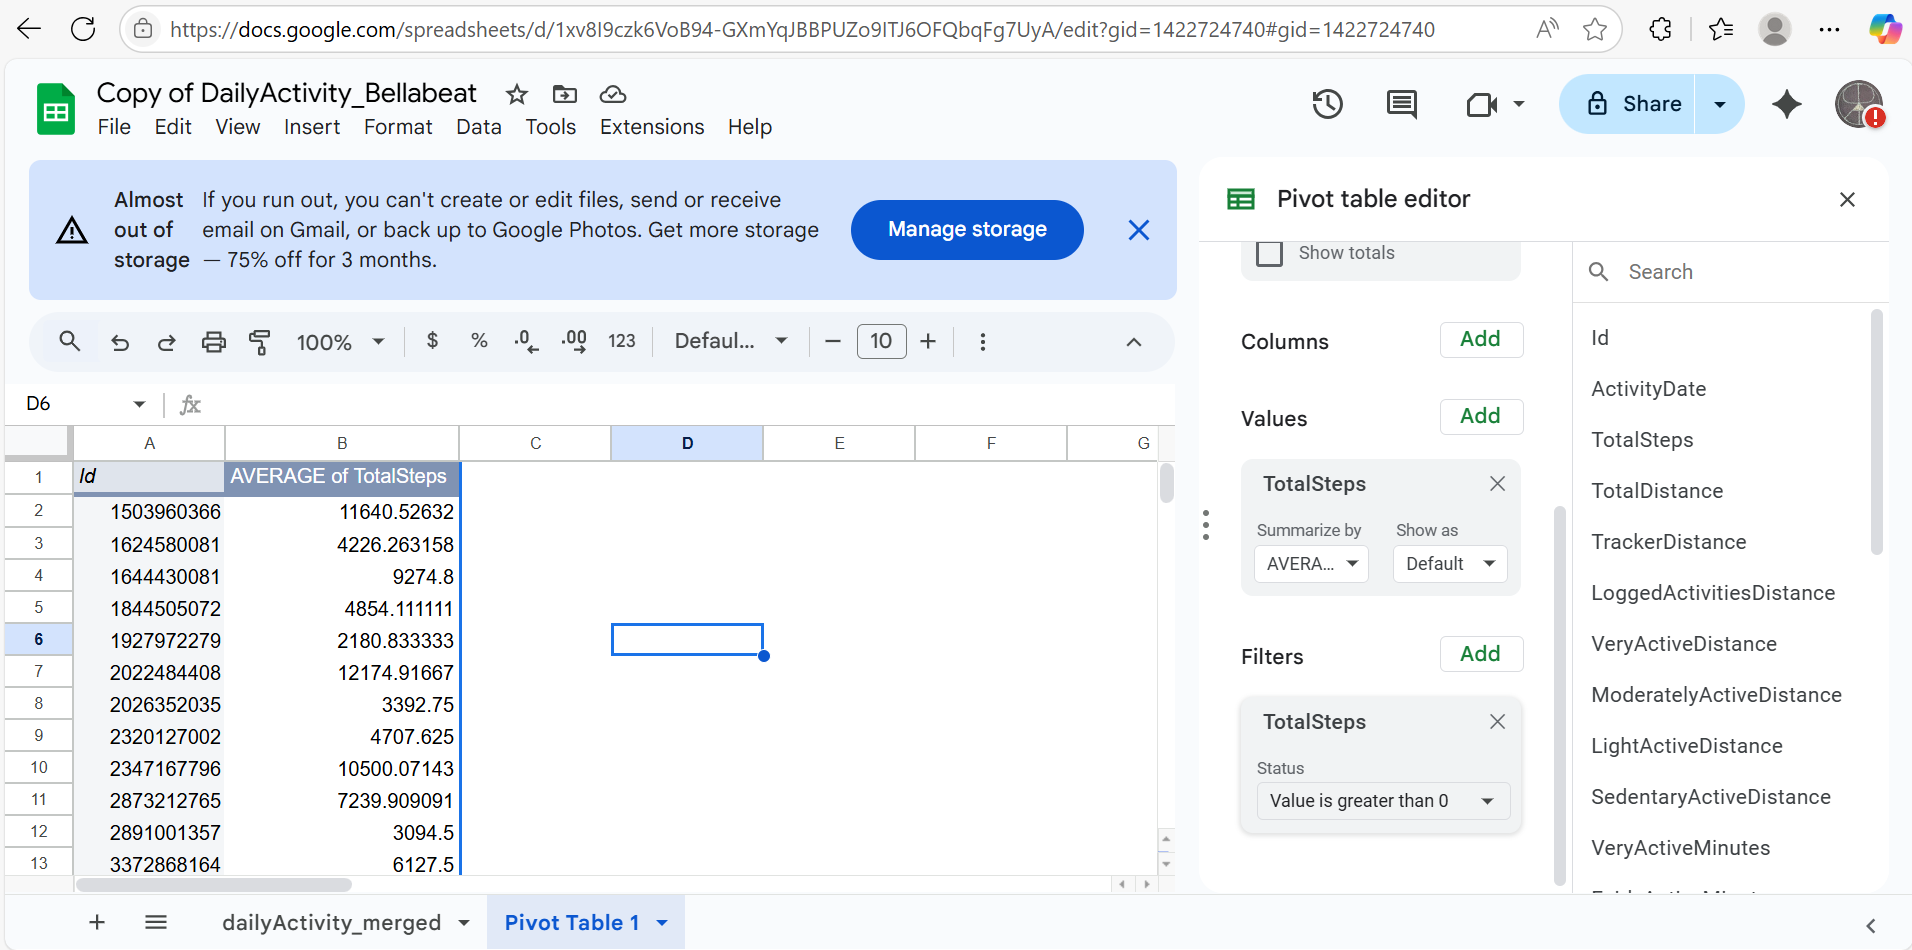 https://docs.google.com/spreadsheets/d/1xv8I9czk6VoB94-GXmYqJBBPUZo9ITJ6OFQbqFg7UyA/edit?gid=1422724740#gid=1422724740
Copy of DailyActivity_Bellabeat
File Edit View Insert Format Data Tools Extensions Help
Share
Almost out of storage
If you run out, you can't create or edit files, send or receive
email on Gmail, or back up to Google Photos. Get more storage
— 75% off for 3 months.
Manage storage
100% $ % .0 .00 123 Defaul... 10
D6 fx
A B C D E F G
1 Id AVERAGE of TotalSteps
2 1503960366 11640.52632
3 1624580081 4226.263158
4 1644430081 9274.8
5 1844505072 4854.111111
6 1927972279 2180.833333
7 2022484408 12174.91667
8 2026352035 3392.75
9 2320127002 4707.625
10 2347167796 10500.07143
11 2873212765 7239.909091
12 2891001357 3094.5
13 3372868164 6127.5
dailyActivity_merged Pivot Table 1
Pivot table editor
Show totals
Columns Add
Values Add
TotalSteps
Summarize by Show as
AVERA... Default
Filters Add
TotalSteps
Status
Value is greater than 0
Search
Id
ActivityDate
TotalSteps
TotalDistance
TrackerDistance
LoggedActivitiesDistance
VeryActiveDistance
ModeratelyActiveDistance
LightActiveDistance
SedentaryActiveDistance
VeryActiveMinutes